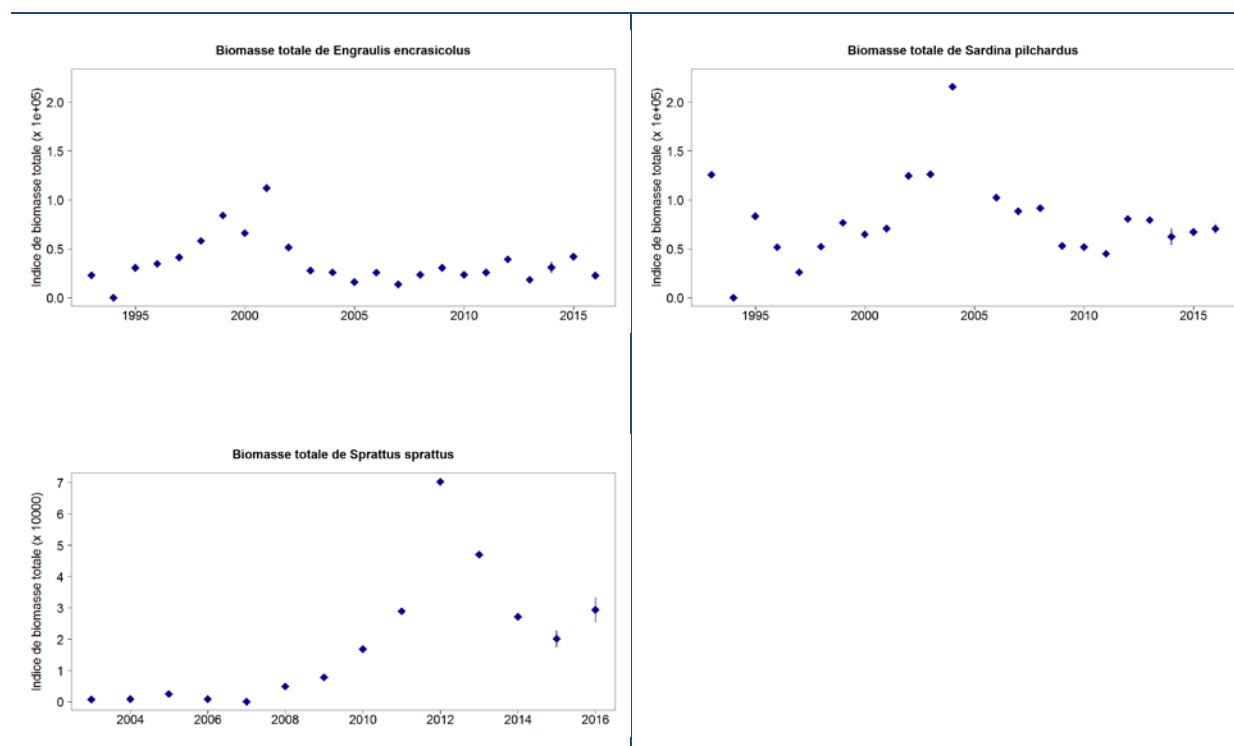 Biomasse totale de Engraulis encrasicolus
Indice de biomasse totale (x 1e+05)
2.0
1.5
1.0
0.5
0.0
1995 2000 2005 2010 2015
Biomasse totale de Sardina pilchardus
Indice de biomasse totale (x 1e+05)
2.0
1.5
1.0
0.5
0.0
1995 2000 2005 2010 2015
Biomasse totale de Sprattus sprattus
Indice de biomasse totale (x 10000)
7
6
5
4
3
2
1
0
2004 2006 2008 2010 2012 2014 2016